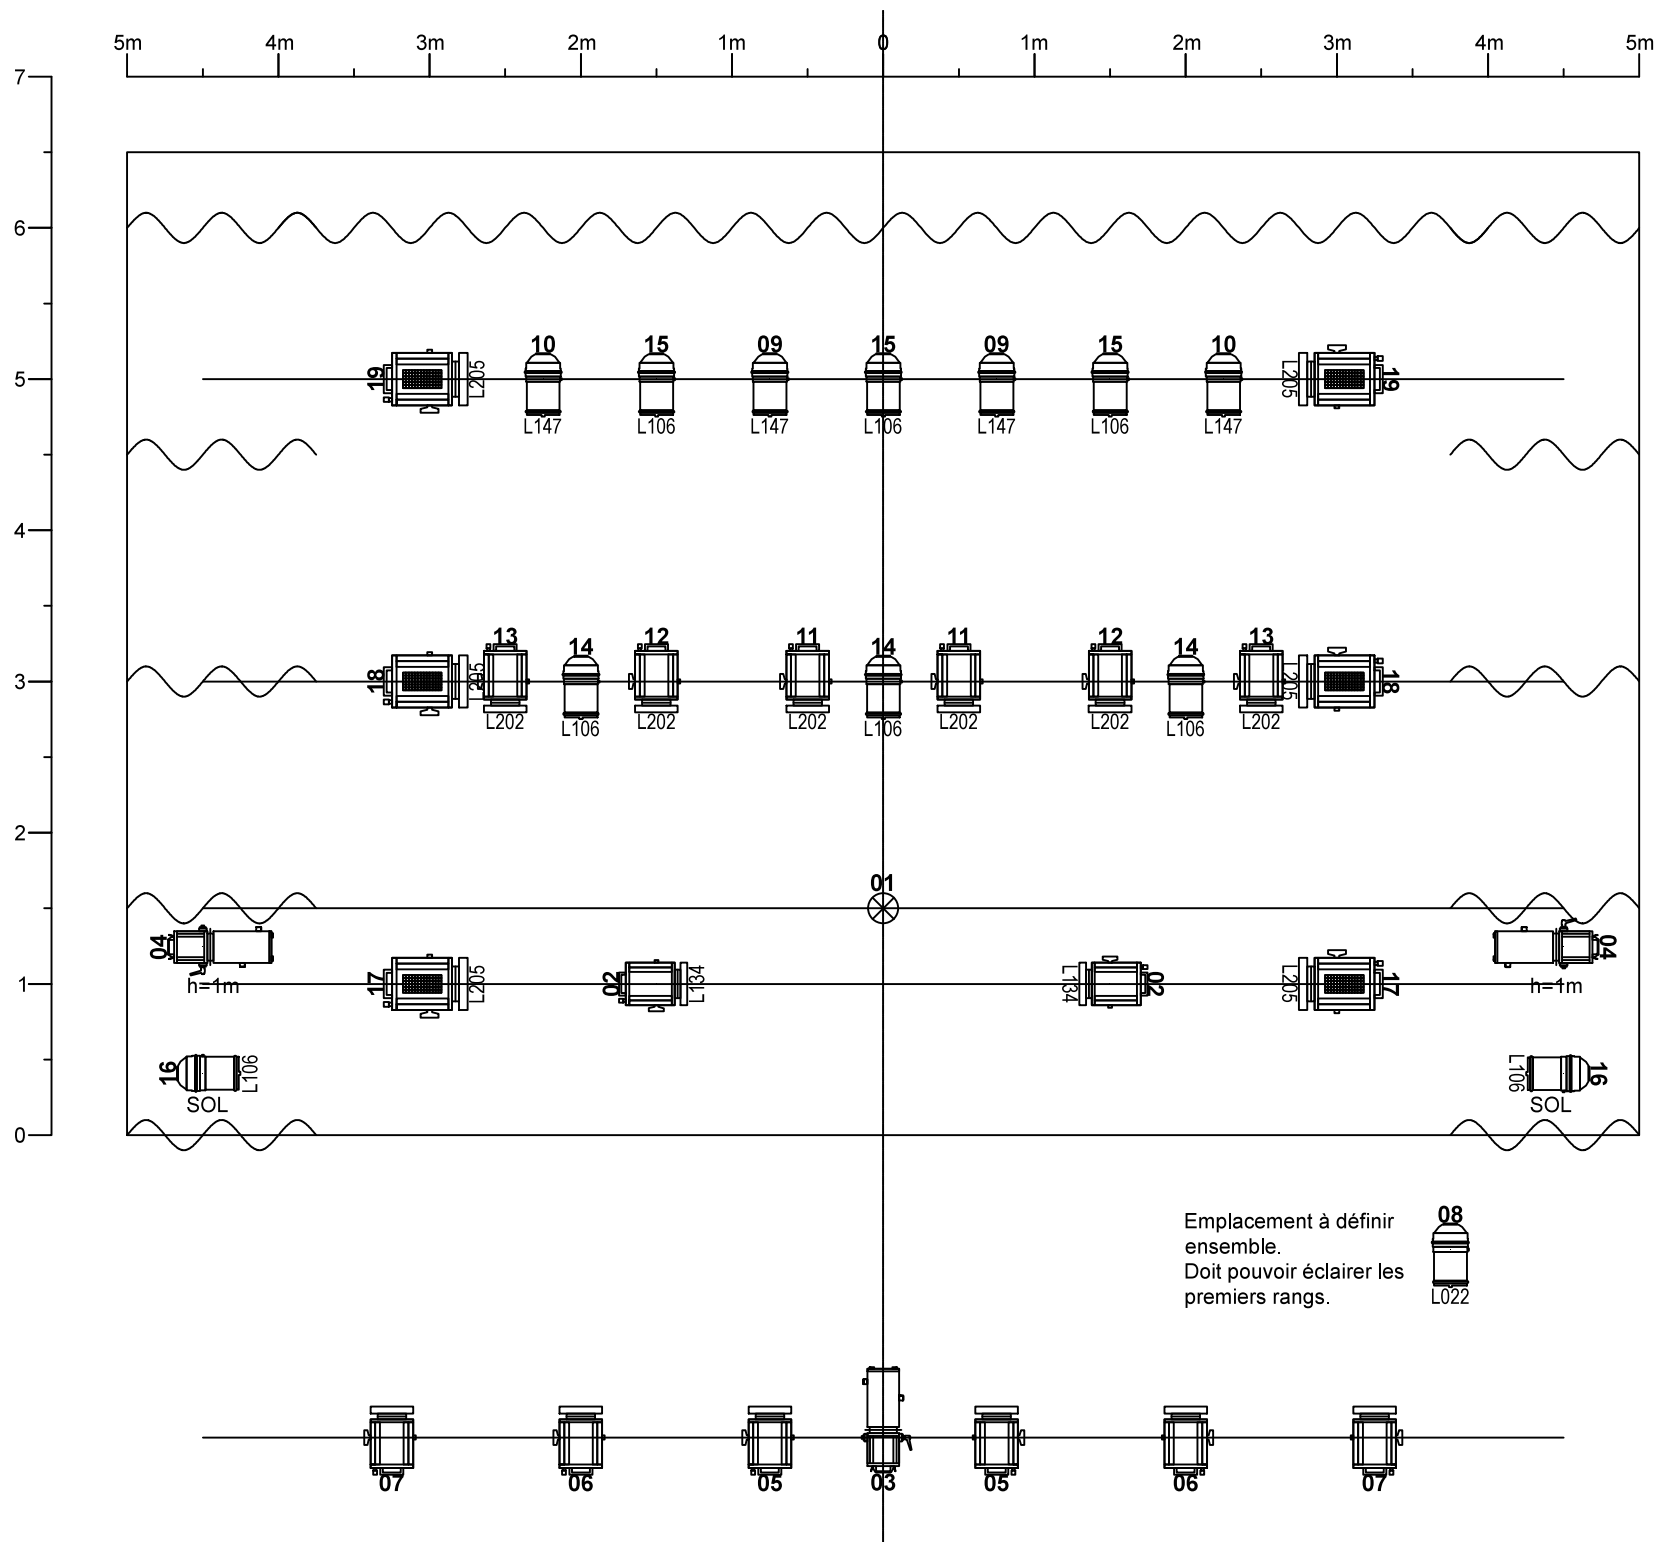 5m 4m 3m 2m 1m 0 1m 2m 3m 4m 5m
7
6
10 15 09 15 09 15 10
19 L205 L205 19
5
L147 L106 L147 L106 L147 L106 L147
4
13 14 12 11 14 11 12 14 13
18 L205 L205 18
3
L202 L106 L202 L202 L106 L202 L202 L106 L202
2
01
04 04
h=1m h=1m
1
17 L205 02 L134 L134 02 L205 17
16 L106 L106 16
SOL SOL
0
Emplacement à définir
ensemble.
Doit pouvoir éclairer les
premiers rangs.
08
L022
07 06 05 03 05 06 07